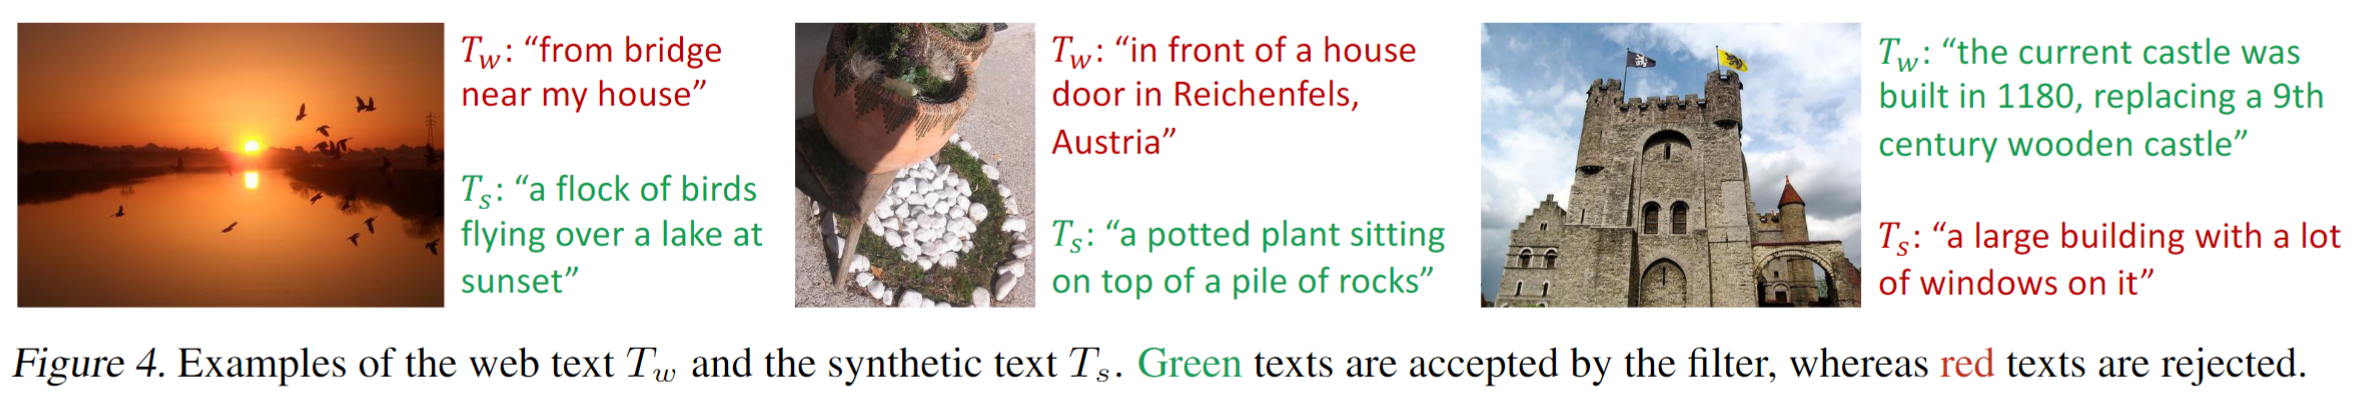 T_w: “from bridge
near my house”
T_s: “a flock of birds
flying over a lake at
sunset”
T_w: “in front of a house
door in Reichenfels,
Austria”
T_s: “a potted plant sitting
on top of a pile of rocks”
T_w: “the current castle was
built in 1180, replacing a 9th
century wooden castle”
T_s: “a large building with a lot
of windows on it”
Figure 4. Examples of the web text T_w and the synthetic text T_s. Green texts are accepted by the filter, whereas red texts are rejected.